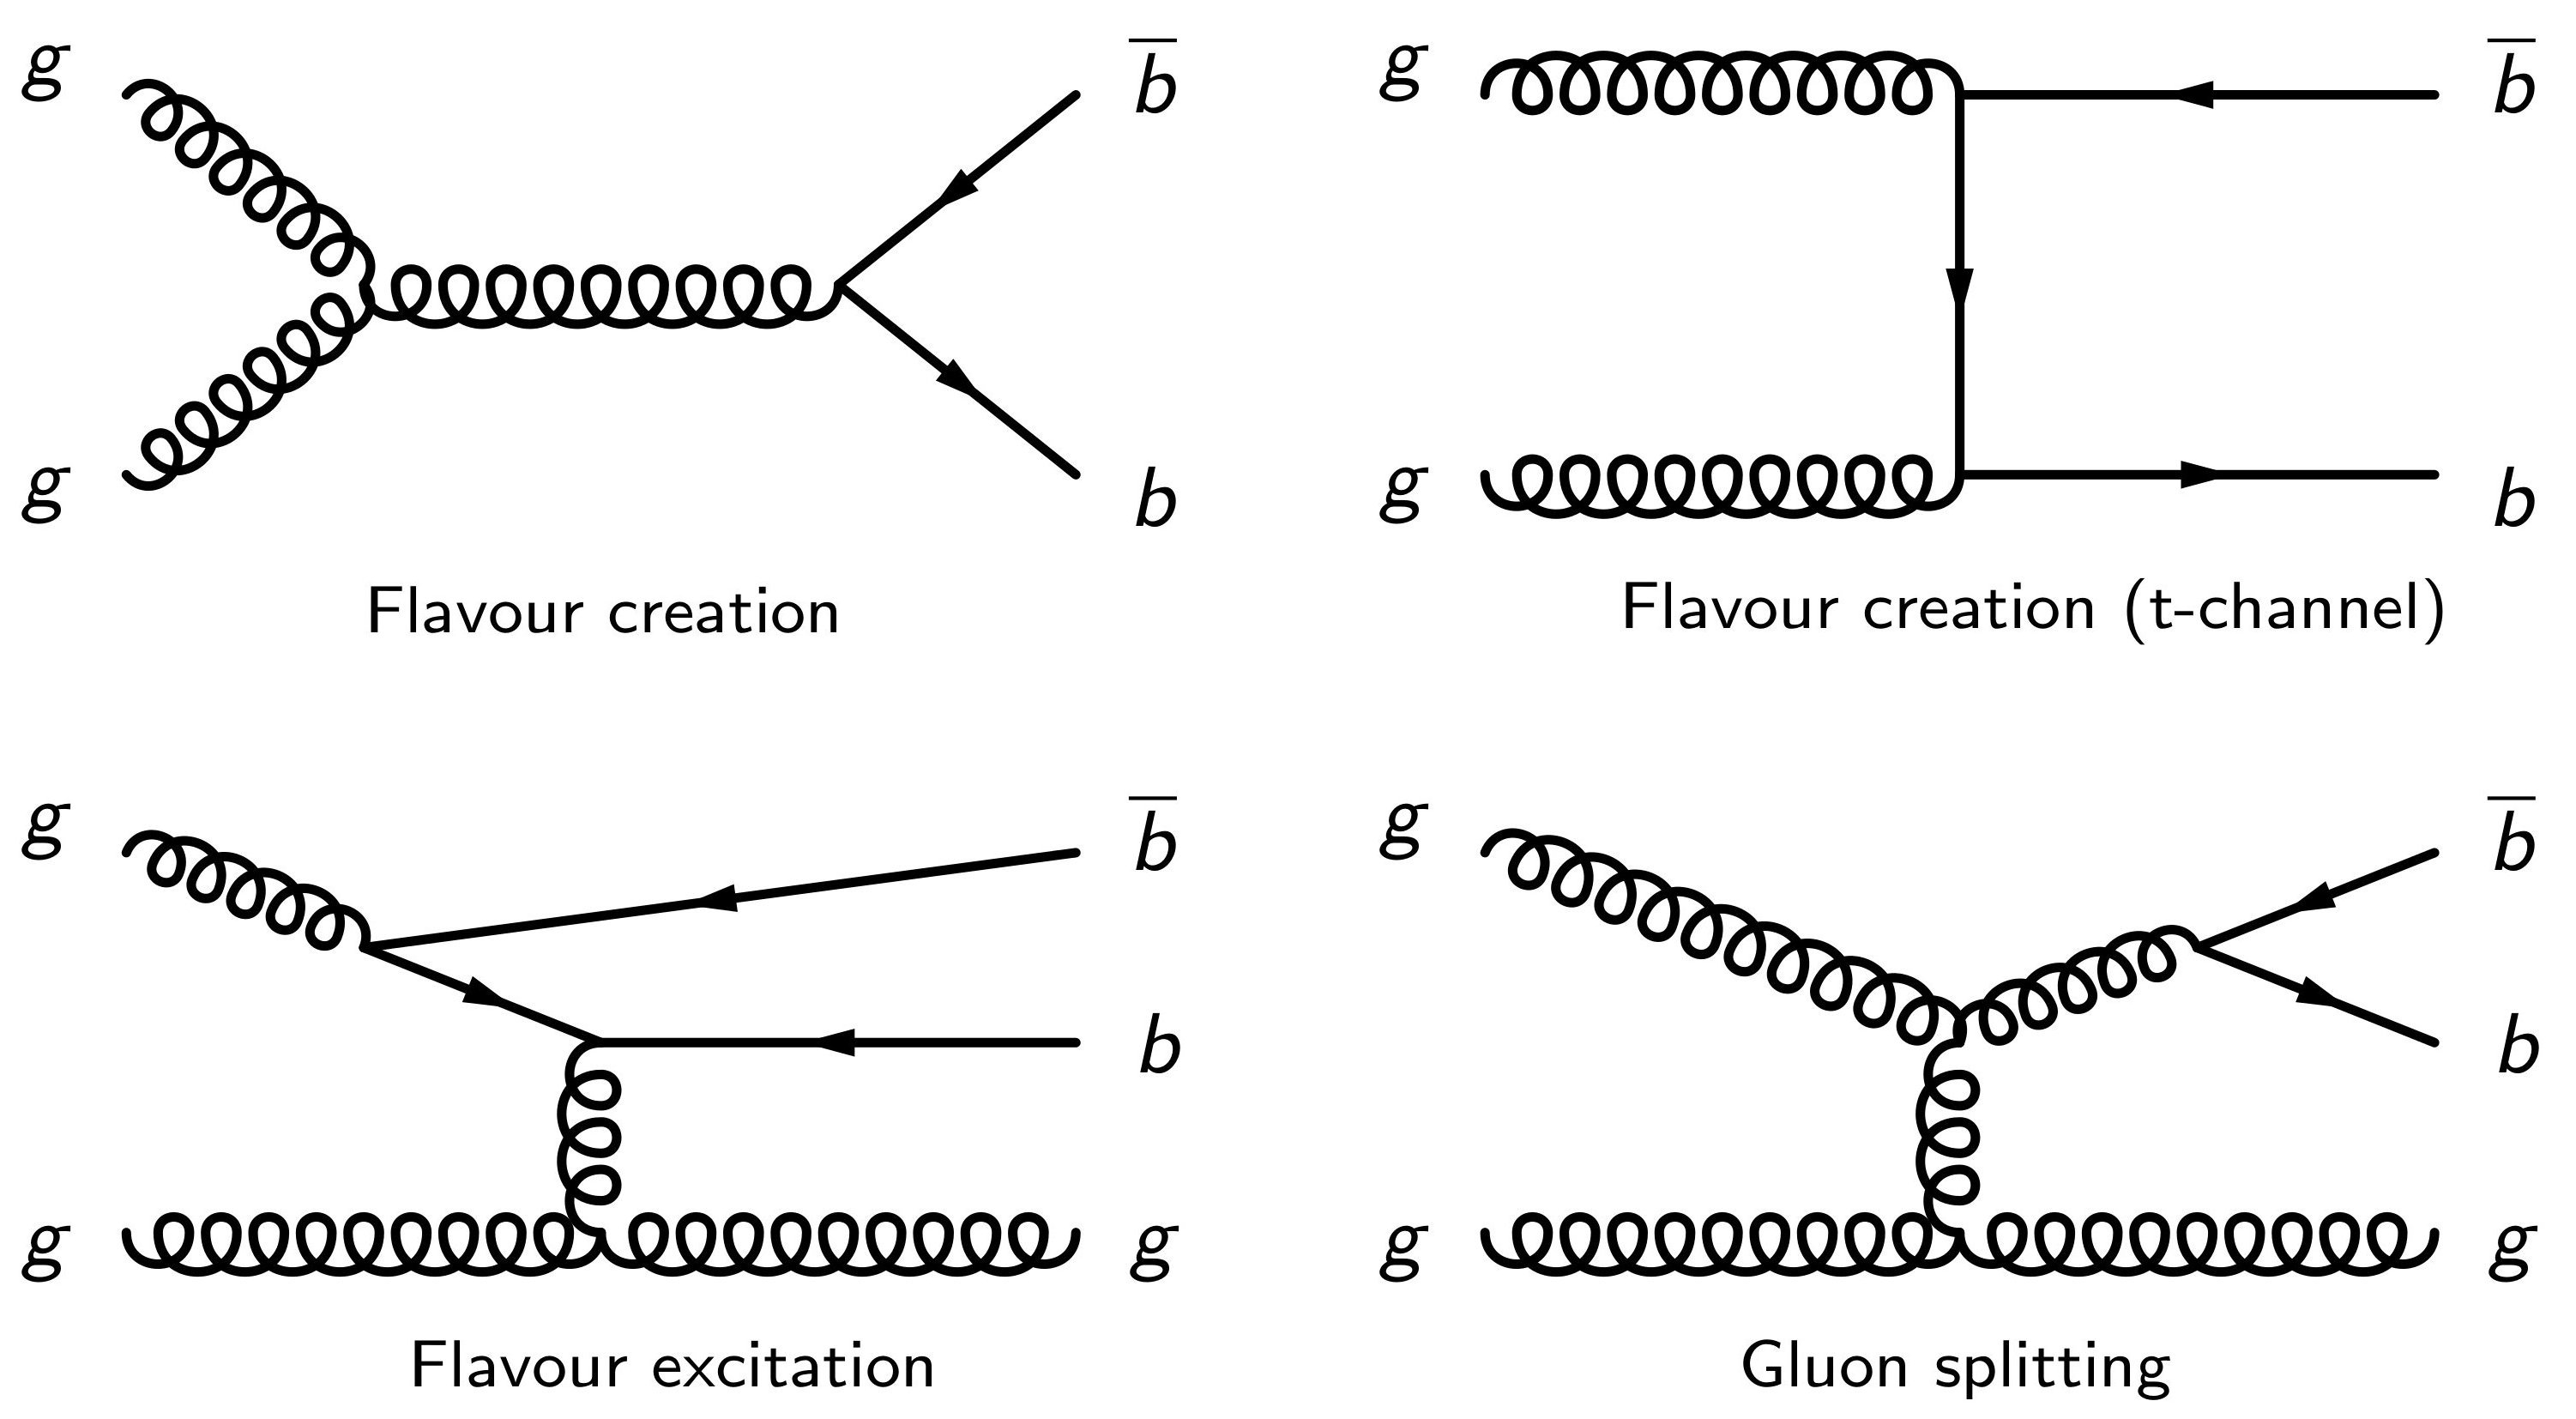 g b̅ g b̅
g b g b
Flavour creation Flavour creation (t-channel)
g b̅ g b̅
b b
g g g g
Flavour excitation Gluon splitting